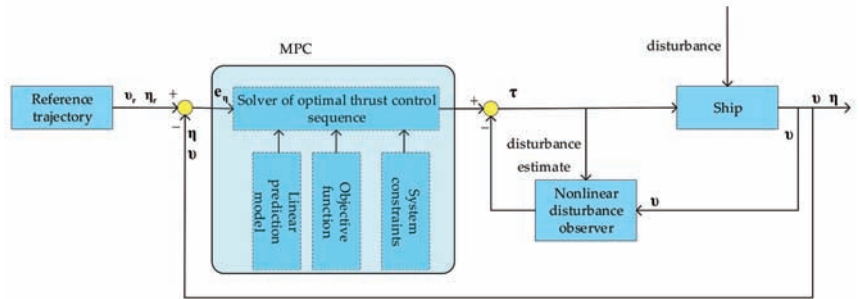 MPC
disturbance
Reference
trajectory
υr ηr
+
−
eη
Solver of optimal thrust control
sequence
+
−
τ
Ship
υ η
υ
η
υ
disturbance
estimate
Linear
prediction
model
Objective
function
System
constraints
Nonlinear
disturbance
observer
υ